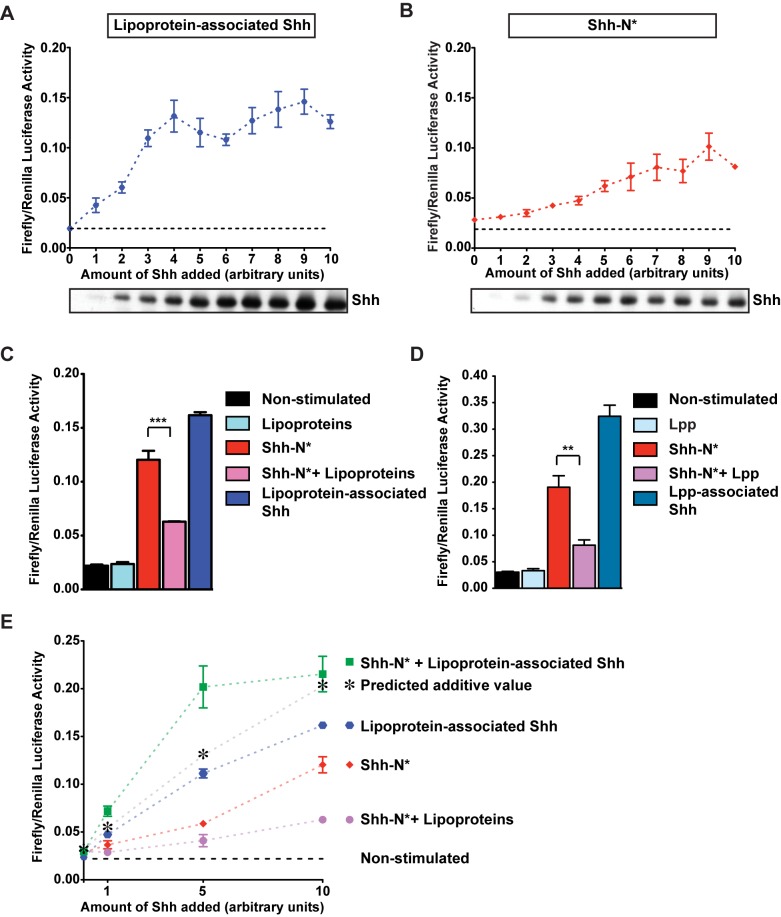 A
Lipoprotein-associated Shh
Firefly/Renilla Luciferase Activity
0.20
0.15
0.10
0.05
0.00
0 1 2 3 4 5 6 7 8 9 10
Amount of Shh added (arbitrary units)
Shh
B
Shh-N*
Firefly/Renilla Luciferase Activity
0.20
0.15
0.10
0.05
0.00
0 1 2 3 4 5 6 7 8 9 10
Amount of Shh added (arbitrary units)
Shh
C
Firefly/Renilla Luciferase Activity
0.20
0.15
0.10
0.05
0.00
***
Non-stimulated
Lipoproteins
Shh-N*
Shh-N*+ Lipoproteins
Lipoprotein-associated
Shh
D
Firefly/Renilla Luciferase Activity
0.40
0.35
0.30
0.25
0.20
0.15
0.10
0.05
0.00
**
Non-stimulated
Lpp
Shh-N*
Shh-N*+ Lpp
Lpp-associated
Shh
E
Firefly/Renilla Luciferase Activity
0.25
0.20
0.15
0.10
0.05
0.00
1 5 10
Amount of Shh added (arbitrary units)
Shh-N* + Lipoprotein-associated Shh
* Predicted additive value
Lipoprotein-associated Shh
Shh-N*
Shh-N*+ Lipoproteins
Non-stimulated